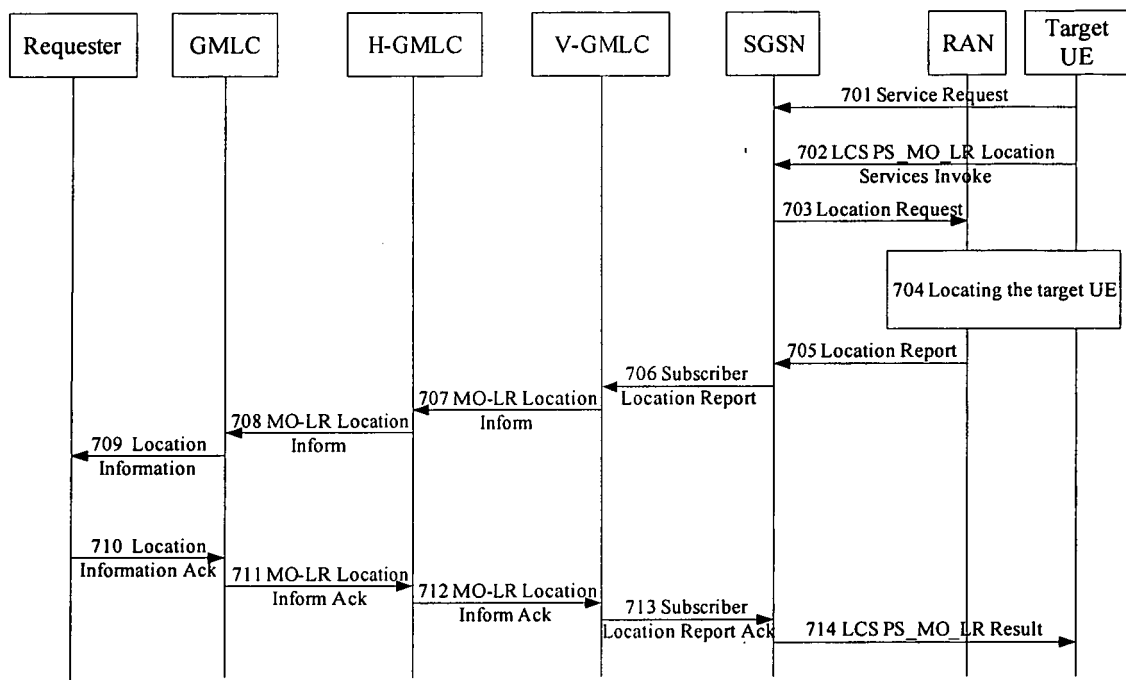 Requester
GMLC
H-GMLC
V-GMLC
SGSN
RAN
Target
UE
701 Service Request
702 LCS PS_MO_LR Location
Services Invoke
703 Location Request
704 Locating the target UE
705 Location Report
706 Subscriber
Location Report
707 MO-LR Location
Inform
708 MO-LR Location
Inform
709 Location
Information
710 Location
Information Ack
711 MO-LR Location
Inform Ack
712 MO-LR Location
Inform Ack
713 Subscriber
Location Report Ack
714 LCS PS_MO_LR Result